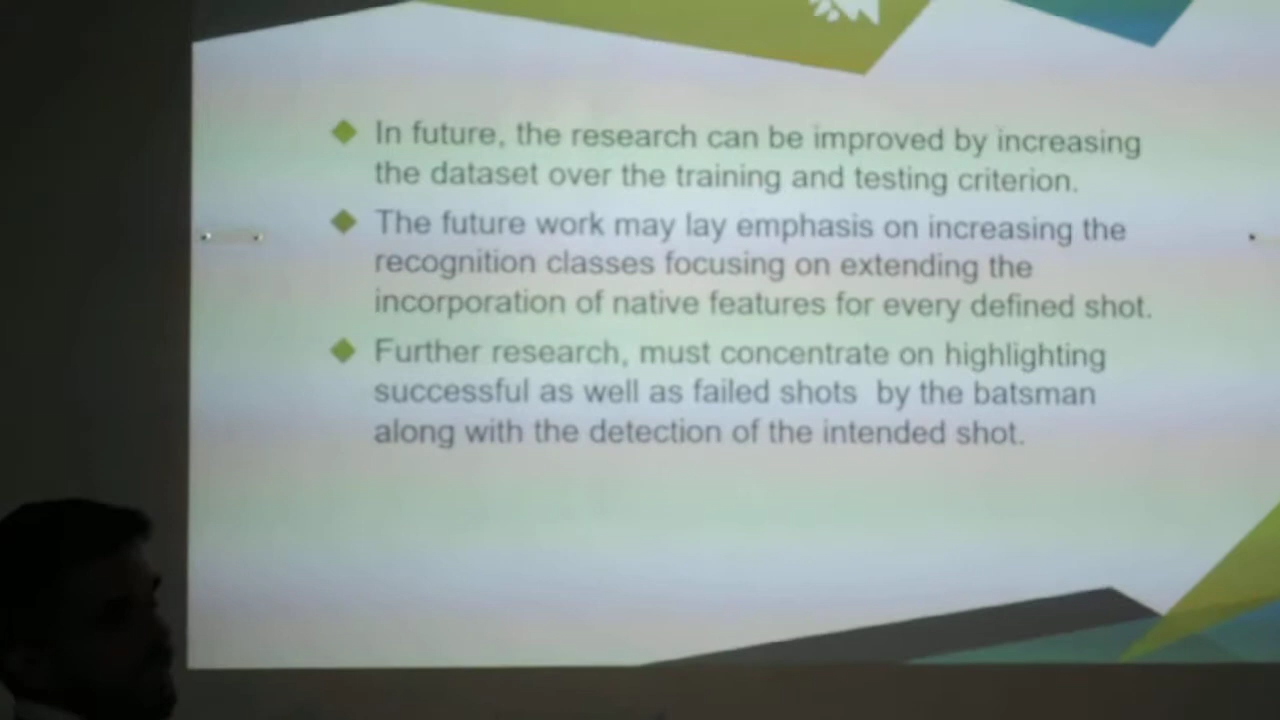 In future, the research can be improved by increasing
the dataset over the training and testing criterion.
The future work may lay emphasis on increasing the
recognition classes focusing on extending the
incorporation of native features for every defined shot.
Further research, must concentrate on highlighting
successful as well as failed shots  by the batsman
along with the detection of the intended shot.